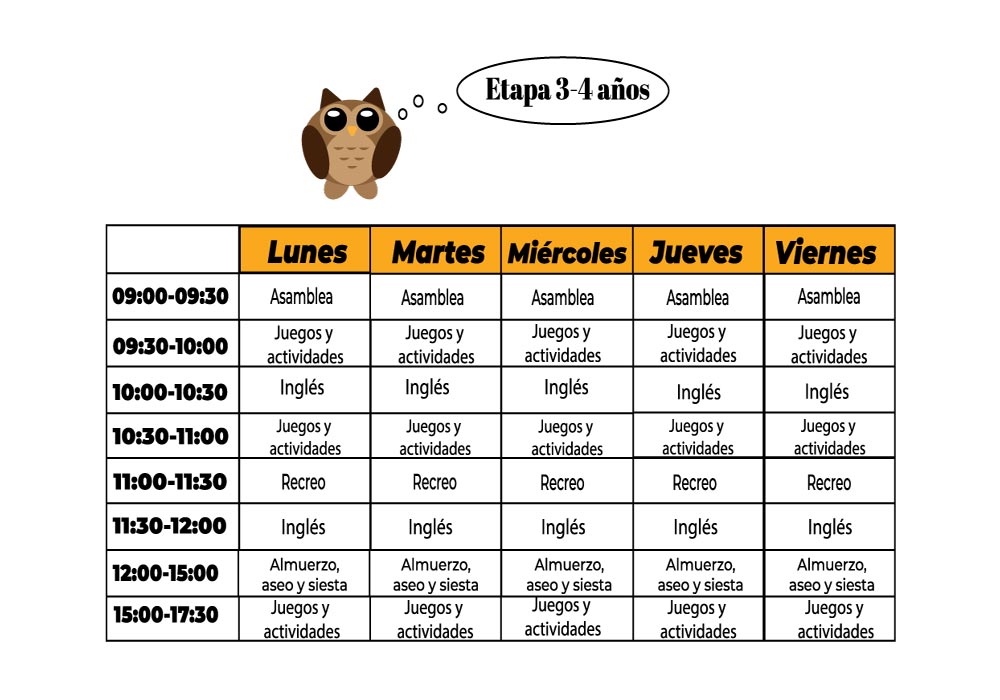 Etapa 3-4 años
Lunes Martes Miércoles Jueves Viernes
09:00-09:30 Asamblea Asamblea Asamblea Asamblea Asamblea
09:30-10:00 Juegos y actividades Juegos y actividades Juegos y actividades Juegos y actividades Juegos y actividades
10:00-10:30 Inglés Inglés Inglés Inglés Inglés
10:30-11:00 Juegos y actividades Juegos y actividades Juegos y actividades Juegos y actividades Juegos y actividades
11:00-11:30 Recreo Recreo Recreo Recreo Recreo
11:30-12:00 Inglés Inglés Inglés Inglés Inglés
12:00-15:00 Almuerzo, aseo y siesta Almuerzo, aseo y siesta Almuerzo, aseo y siesta Almuerzo, aseo y siesta Almuerzo, aseo y siesta
15:00-17:30 Juegos y actividades Juegos y actividades Juegos y actividades Juegos y actividades Juegos y actividades